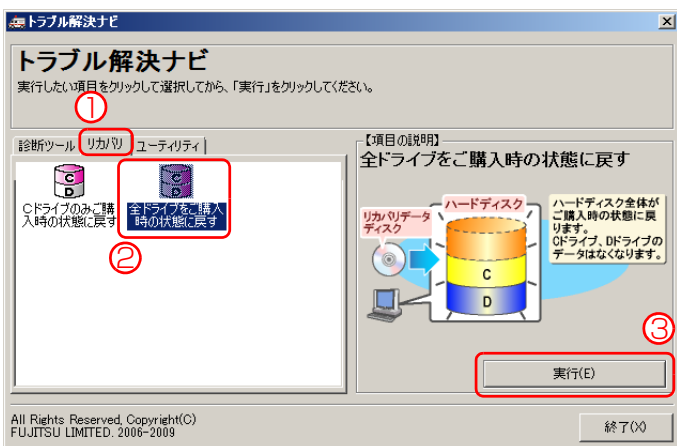 トラブル解決ナビ
トラブル解決ナビ
実行したい項目をクリックして選択してから、「実行」をクリックしてください。
①
診断ツール リカバリ ユーティリティ
C
D
Cドライブのみご購
入時の状態に戻す
C
D
全ドライブをご購入
時の状態に戻す
②
【項目の説明】
全ドライブをご購入時の状態に戻す
リカバリデータ
ディスク
ハードディスク
C
D
ハードディスク全体が
ご購入時の状態に戻
ります。
Cドライブ、Dドライブの
データはなくなります。
③
実行(E)
All Rights Reserved, Copyright(C)
FUJITSU LIMITED. 2006-2009
終了(X)